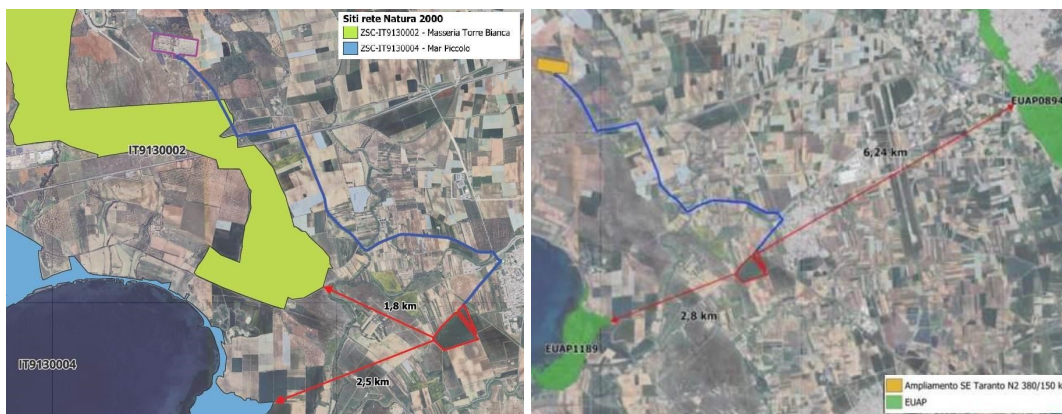 Siti rete Natura 2000
ZSC-IT9130002 - Masseria Torre Bianca
ZSC-IT9130004 - Mar Piccolo
IT9130002
1,8 km
2,5 km
IT9130004
EUAP0894
6,24 km
2,8 km
EUAP1189
Ampliamento SE Taranto N2 380/150 k
EUAP